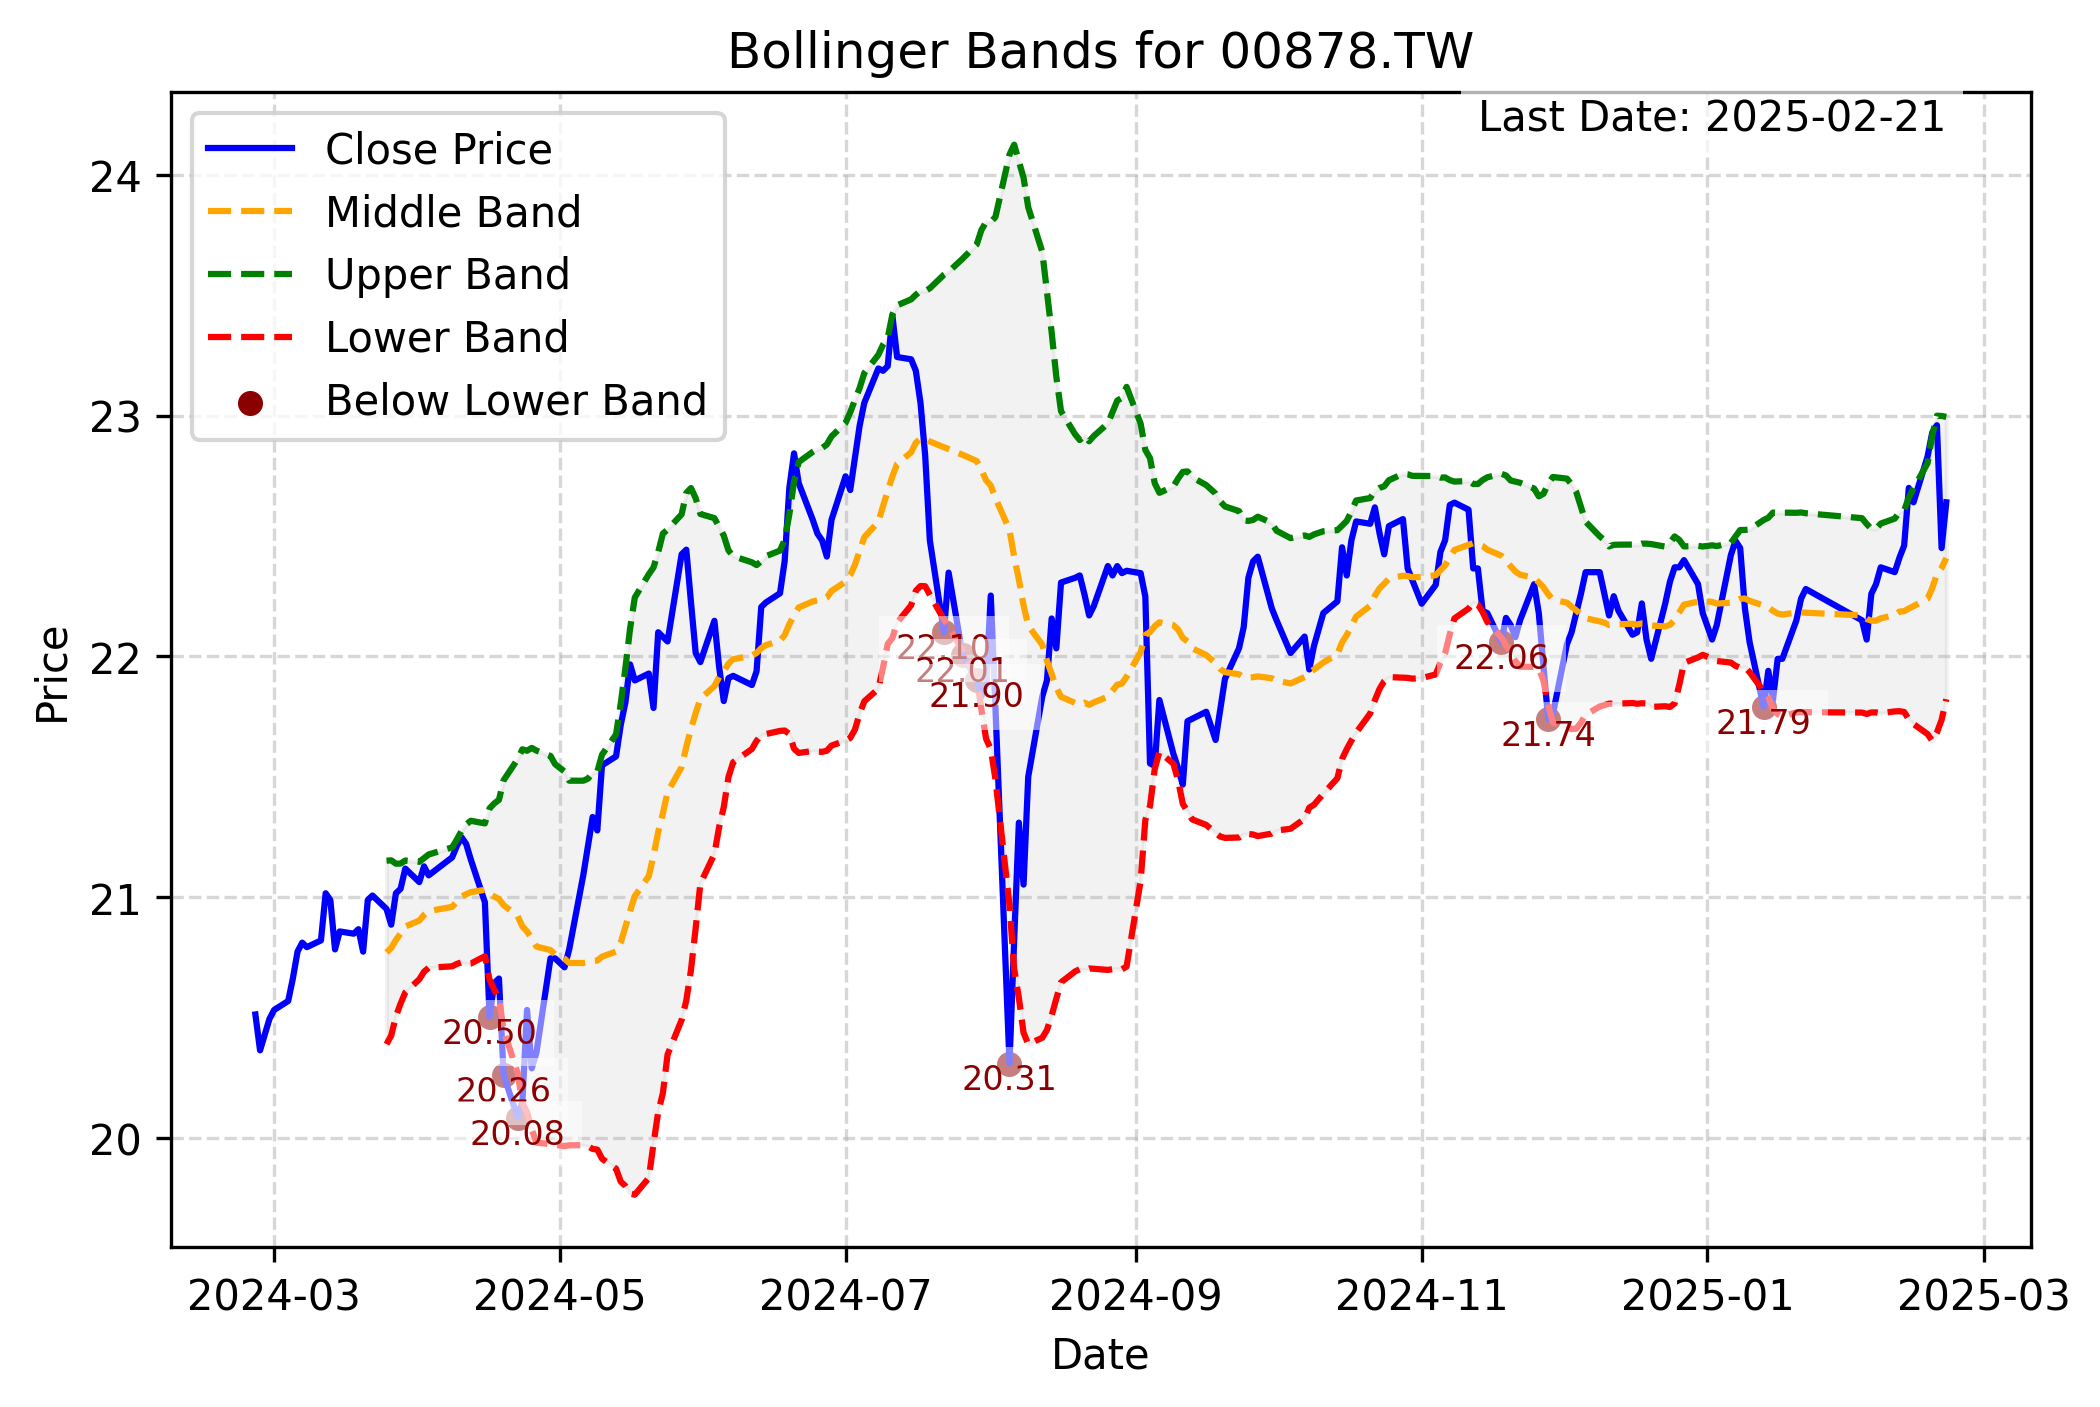 Bollinger Bands for 00878.TW
Last Date: 2025-02-21
Close Price
Middle Band
Upper Band
Lower Band
Below Lower Band
Price
24
23
22
21
20
22.10
22.01
21.90
22.06
21.74
21.79
20.50
20.26
20.08
20.31
2024-03
2024-05
2024-07
2024-09
2024-11
2025-01
2025-03
Date